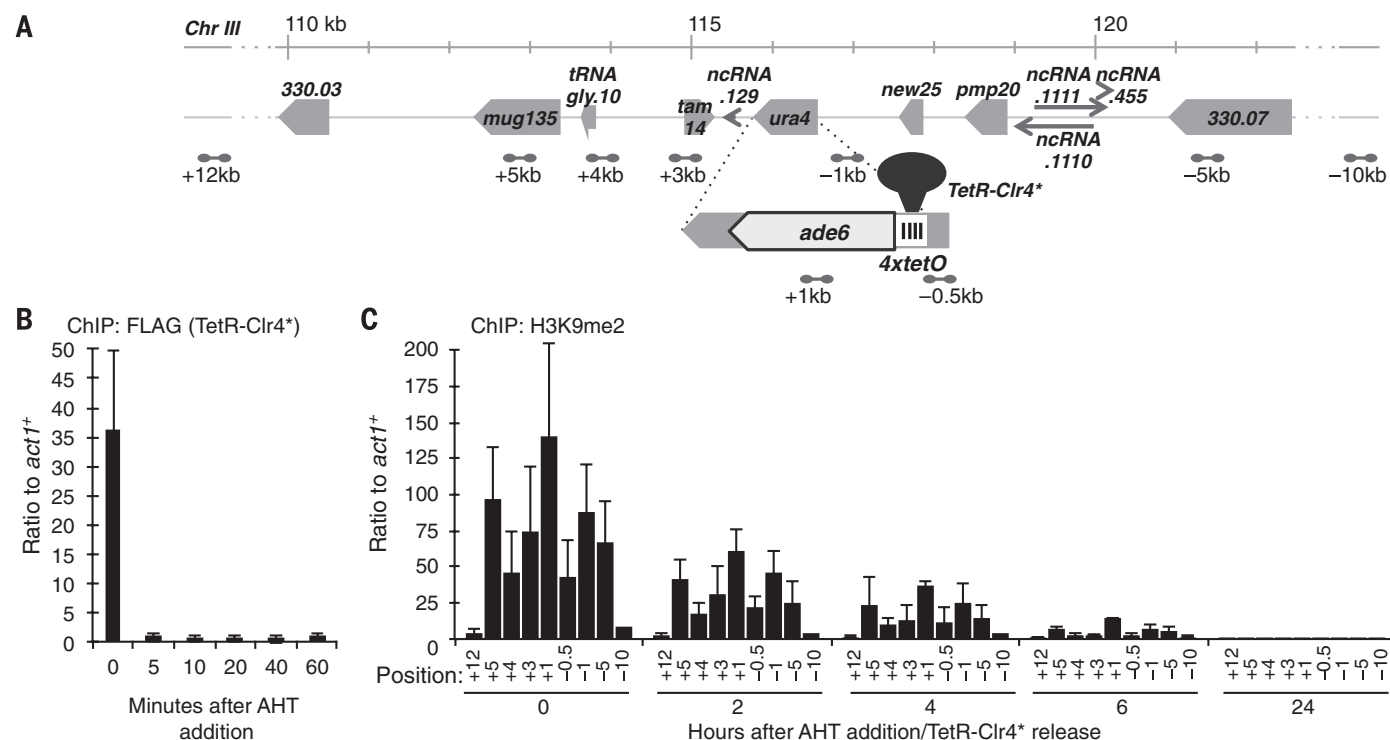 A
Chr III
110 kb
115
120
330.03
mug135
tRNA
gly.10
tam
14
ncRNA
.129
ura4
new25
pmp20
ncRNA
.1111
ncRNA
.455
ncRNA
.1110
330.07
+12kb
+5kb
+4kb
+3kb
−1kb
−5kb
−10kb
TetR-Clr4*
ade6
4xtetO
+1kb
−0.5kb
B
ChIP: FLAG (TetR-Clr4*)
Ratio to act1+
50
45
40
35
30
25
20
15
10
5
0
0 5 10 20 40 60
Minutes after AHT
addition
C
ChIP: H3K9me2
Ratio to act1+
200
175
150
125
100
75
50
25
0
Position:
+12 +5 +4 +3 +1 −0.5 −1 −5 −10
+12 +5 +4 +3 +1 −0.5 −1 −5 −10
+12 +5 +4 +3 +1 −0.5 −1 −5 −10
+12 +5 +4 +3 +1 −0.5 −1 −5 −10
+12 +5 +4 +3 +1 −0.5 −1 −5 −10
0 2 4 6 24
Hours after AHT addition/TetR-Clr4* release